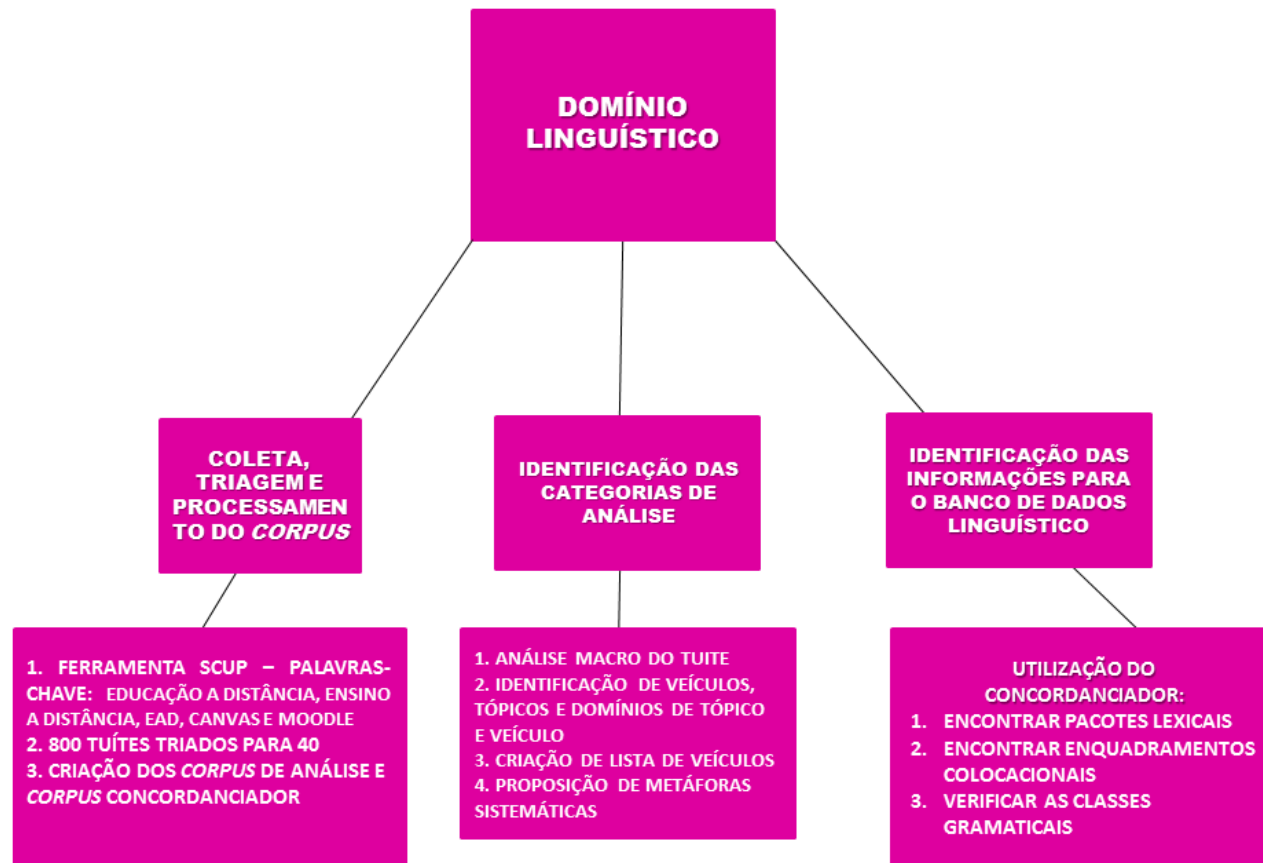 DOMÍNIO
LINGUÍSTICO
COLETA,
TRIAGEM E
PROCESSAMEN
TO DO CORPUS
IDENTIFICAÇÃO DAS
CATEGORIAS DE
ANÁLISE
IDENTIFICAÇÃO DAS
INFORMAÇÕES PARA
O BANCO DE DADOS
LINGUÍSTICO
1. FERRAMENTA SCUP – PALAVRAS-
CHAVE: EDUCAÇÃO A DISTÂNCIA, ENSINO
A DISTÂNCIA, EAD, CANVAS E MOODLE
2. 800 TUÍTES TRIADOS PARA 40
3. CRIAÇÃO DOS CORPUS DE ANÁLISE E
CORPUS CONCORDANCIADOR
1. ANÁLISE MACRO DO TUITE
2. IDENTIFICAÇÃO DE VEÍCULOS,
TÓPICOS E DOMÍNIOS DE TÓPICO
E VEÍCULO
3. CRIAÇÃO DE LISTA DE VEÍCULOS
4. PROPOSIÇÃO DE METÁFORAS
SISTEMÁTICAS
UTILIZAÇÃO DO
CONCORDANCIADOR:
1. ENCONTRAR PACOTES LEXICAIS
2. ENCONTRAR ENQUADRAMENTOS
COLOCACIONAIS
3. VERIFICAR AS CLASSES
GRAMATICAIS